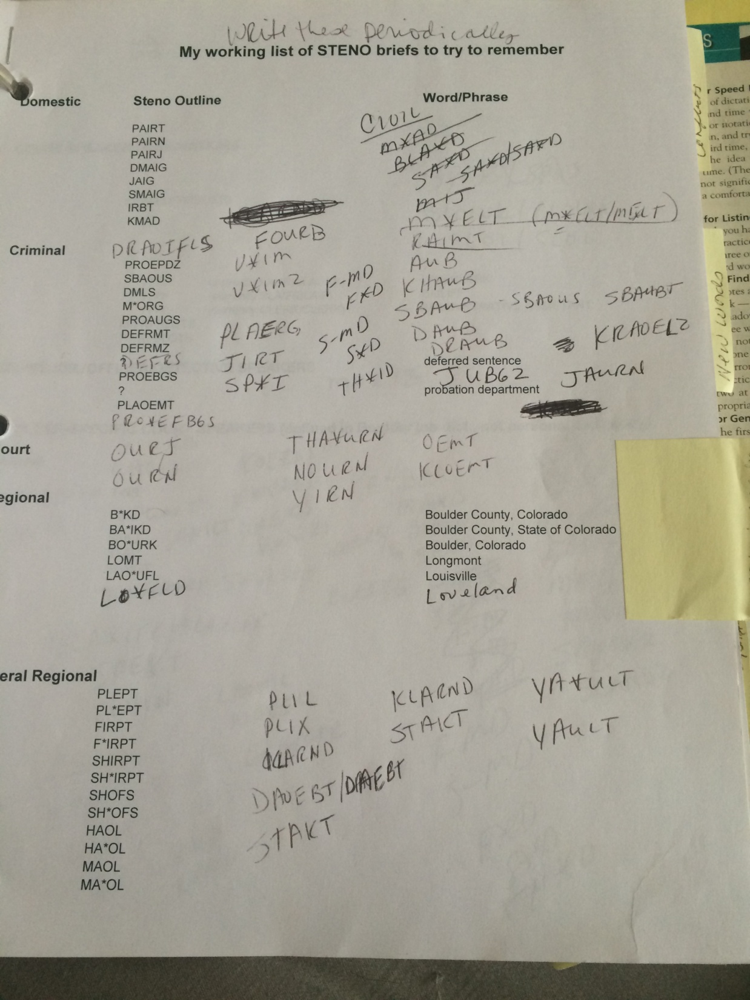 Write these periodically
My working list of STENO briefs to try to remember
Domestic Steno Outline Word/Phrase
CIVIL
PAIRT M*AD
PAIRN BLA*D
PAIRJ SA*D SA*D/SA*D
DMAIG
JAIG
SMAIG M I J
IRBT
KMAD M*ELT (M*ELT/MELT)
Criminal DRAOIFLS FOURB RAIMT
PROEPDZ V*IM AUB
SBAOUS F-MD KHAUB
DMLS V*IMZ F*D
M*ORG SBAUB - SBAOUS SBAUBT
PROAUGS
DEFRMT PLAERG S-MD DAUB KRAOELZ
DEFRMZ S*D DRAUB
? DEFRS JIRT deferred sentence
PROEBGS SP*I TH*ID JUBGZ JAURN
? probation department
PLAOEMT
PRO*EFBGS
ourt OURJ THA*URN OEMT
OURN NOURN KLOEMT
egional YIRN
B*KD Boulder County, Colorado
BA*IKD Boulder County, State of Colorado
BO*URK Boulder, Colorado
LOMT Longmont
LAO*UFL Louisville
LO*FLD Loveland
eral Regional
PLEPT PLIL KLARND YA*ULT
PL*EPT
FIRPT PLIX STAKT YAULT
F*IRPT
SHIRPT KLARND
SH*IRPT
SHOFS DAOEBT/DAEBT
SH*OFS
HAOL STAKT
HA*OL
MAOL
MA*OL
S
conflicts
New words
r Speed
of dictati
nd time
or notati
n, and tr
ird time,
he idea
ime. (The
not signific
a comforta
for Listin
you ha
ractic
hree o
rd wo
Find
otes a
k —
adov
ee w
not
one
rror
ctic
two at
propria
or Gen
he firs